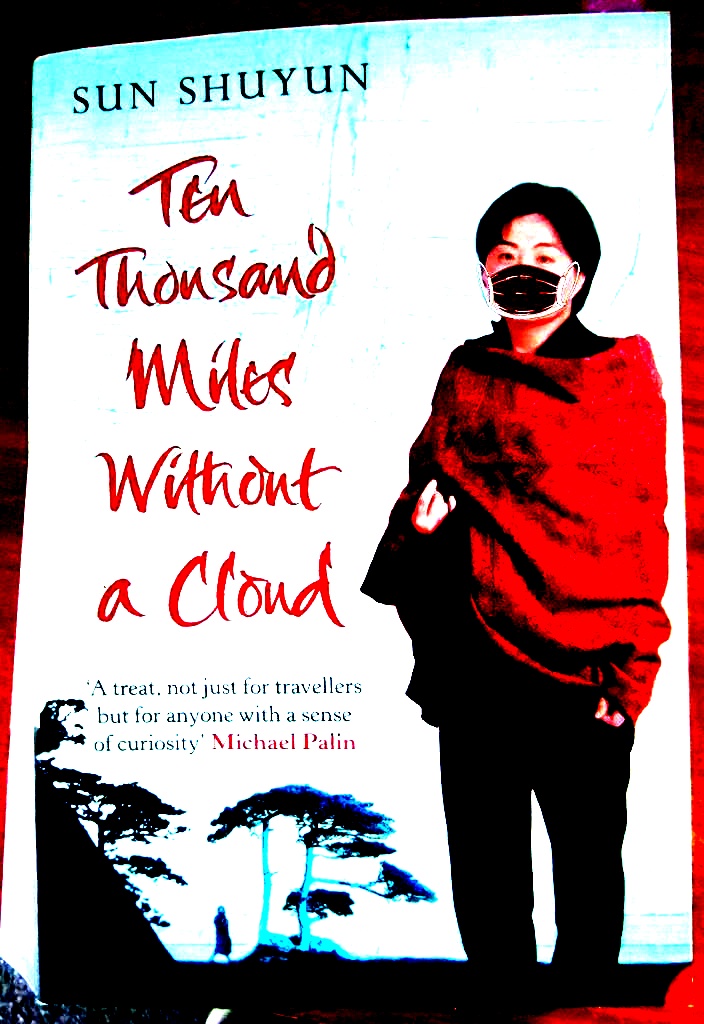 SUN SHUYUN
Ten
Thousand
Miles
Without
a Cloud
'A treat, not just for travellers
but for anyone with a sense
of curiosity' Michael Palin